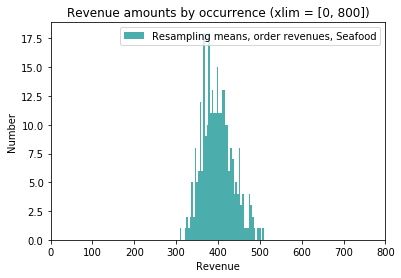 Revenue amounts by occurrence (xlim = [0, 800])
Resampling means, order revenues, Seafood
Number
17.5
15.0
12.5
10.0
7.5
5.0
2.5
0.0
0 100 200 300 400 500 600 700 800
Revenue